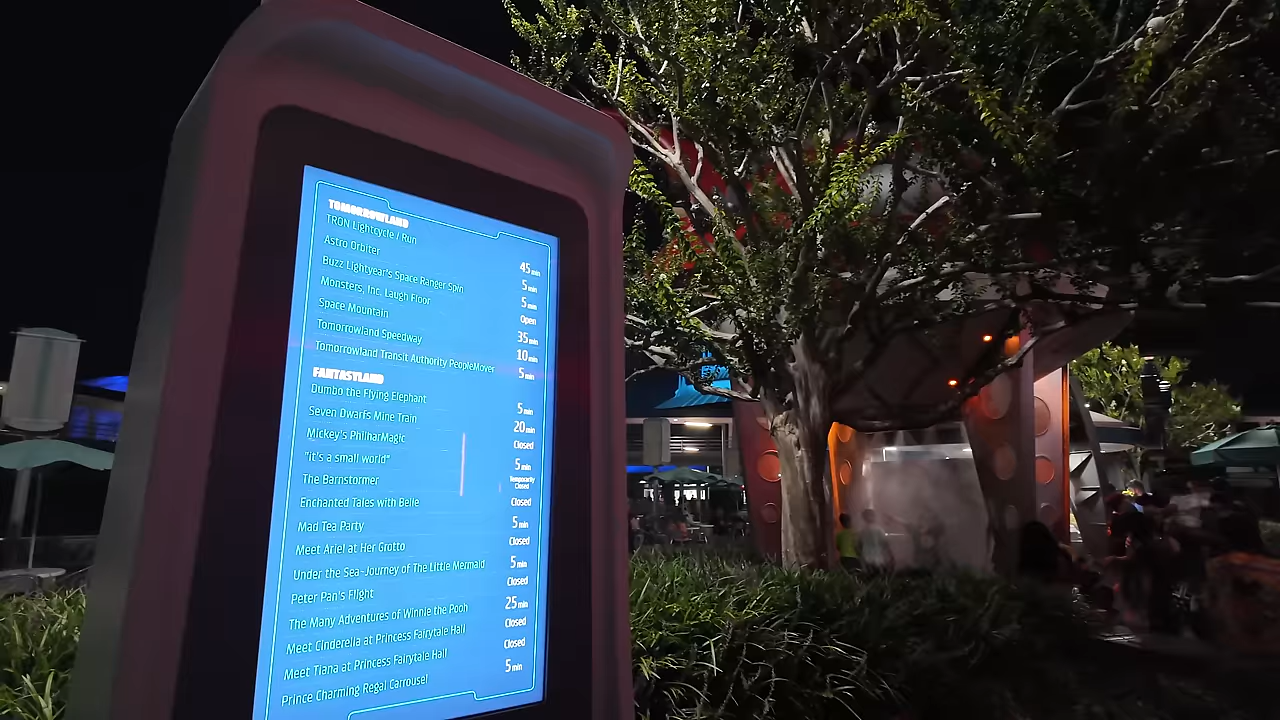 TOMORROWLAND
TRON Lightcycle / Run 45 min
Astro Orbiter 5 min
Buzz Lightyear's Space Ranger Spin 5 min
Monsters, Inc. Laugh Floor Open
Space Mountain 35 min
Tomorrowland Speedway 10 min
Tomorrowland Transit Authority PeopleMover 5 min
FANTASYLAND
Dumbo the Flying Elephant 5 min
Seven Dwarfs Mine Train 20 min
Mickey's PhilharMagic Closed
"it's a small world" 5 min
The Barnstormer Temporarily Closed
Enchanted Tales with Belle Closed
Mad Tea Party 5 min
Meet Ariel at Her Grotto Closed
Under the Sea-Journey of The Little Mermaid 5 min
Peter Pan's Flight Closed
The Many Adventures of Winnie the Pooh 25 min
Meet Cinderella at Princess Fairytale Hall Closed
Meet Tiana at Princess Fairytale Hall Closed
Prince Charming Regal Carrousel 5 min